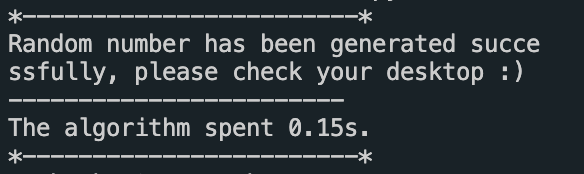 *------------------------*
Random number has been generated succe
ssfully, please check your desktop :)
------------------------
The algorithm spent 0.15s.
*------------------------*